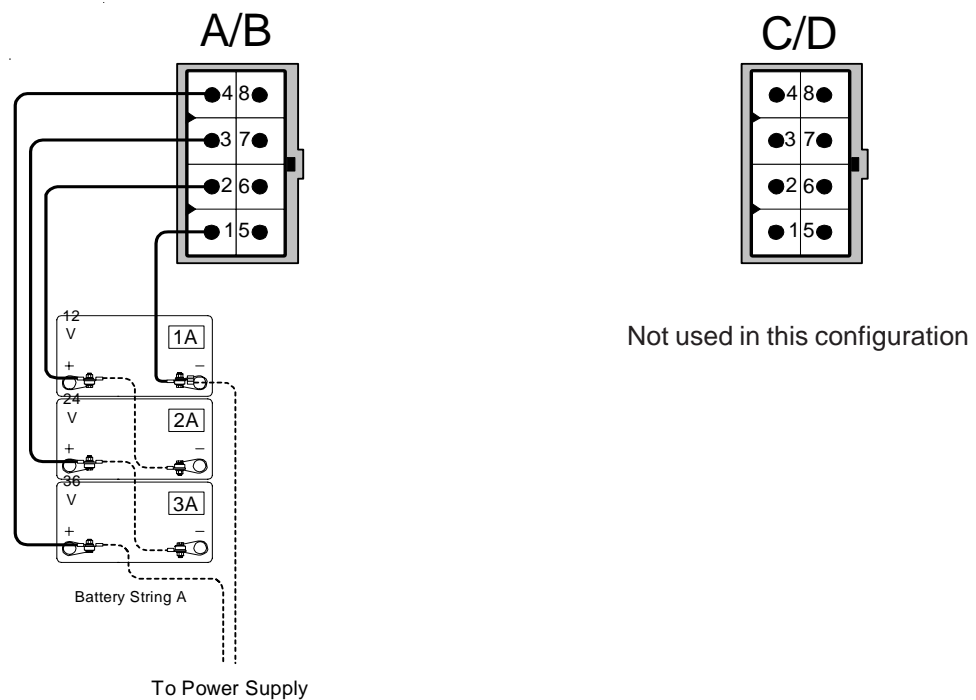 A/B
C/D
4 8
3 7
2 6
1 5
4 8
3 7
2 6
1 5
12
V
1A
+ –
24
V
2A
+ –
36
V
3A
+ –
Battery String A
To Power Supply
Not used in this configuration